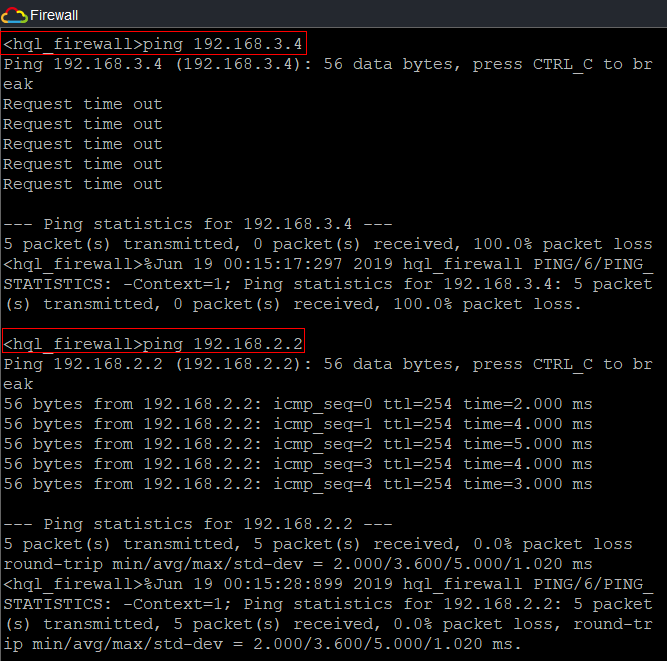 Firewall
<hql_firewall>ping 192.168.3.4
Ping 192.168.3.4 (192.168.3.4): 56 data bytes, press CTRL_C to br
eak
Request time out
Request time out
Request time out
Request time out
Request time out
--- Ping statistics for 192.168.3.4 ---
5 packet(s) transmitted, 0 packet(s) received, 100.0% packet loss
<hql_firewall>%Jun 19 00:15:17:297 2019 hql_firewall PING/6/PING_
STATISTICS: -Context=1; Ping statistics for 192.168.3.4: 5 packet
(s) transmitted, 0 packet(s) received, 100.0% packet loss.
<hql_firewall>ping 192.168.2.2
Ping 192.168.2.2 (192.168.2.2): 56 data bytes, press CTRL_C to br
eak
56 bytes from 192.168.2.2: icmp_seq=0 ttl=254 time=2.000 ms
56 bytes from 192.168.2.2: icmp_seq=1 ttl=254 time=4.000 ms
56 bytes from 192.168.2.2: icmp_seq=2 ttl=254 time=5.000 ms
56 bytes from 192.168.2.2: icmp_seq=3 ttl=254 time=4.000 ms
56 bytes from 192.168.2.2: icmp_seq=4 ttl=254 time=3.000 ms
--- Ping statistics for 192.168.2.2 ---
5 packet(s) transmitted, 5 packet(s) received, 0.0% packet loss
round-trip min/avg/max/std-dev = 2.000/3.600/5.000/1.020 ms
<hql_firewall>%Jun 19 00:15:28:899 2019 hql_firewall PING/6/PING_
STATISTICS: -Context=1; Ping statistics for 192.168.2.2: 5 packet
(s) transmitted, 5 packet(s) received, 0.0% packet loss, round-tr
ip min/avg/max/std-dev = 2.000/3.600/5.000/1.020 ms.